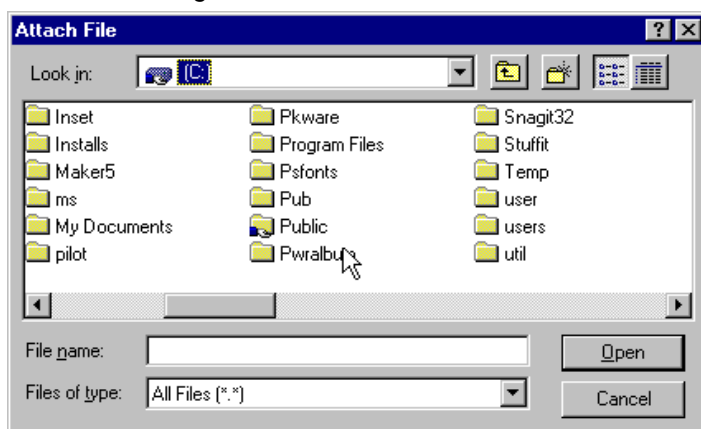 Attach File
Look in: (C:)
Inset Pkware Snagit32
Installs Program Files Stuffit
Maker5 Psfonts Temp
ms Pub user
My Documents Public users
pilot util
File name: Open
Files of type: All Files (*.*) Cancel